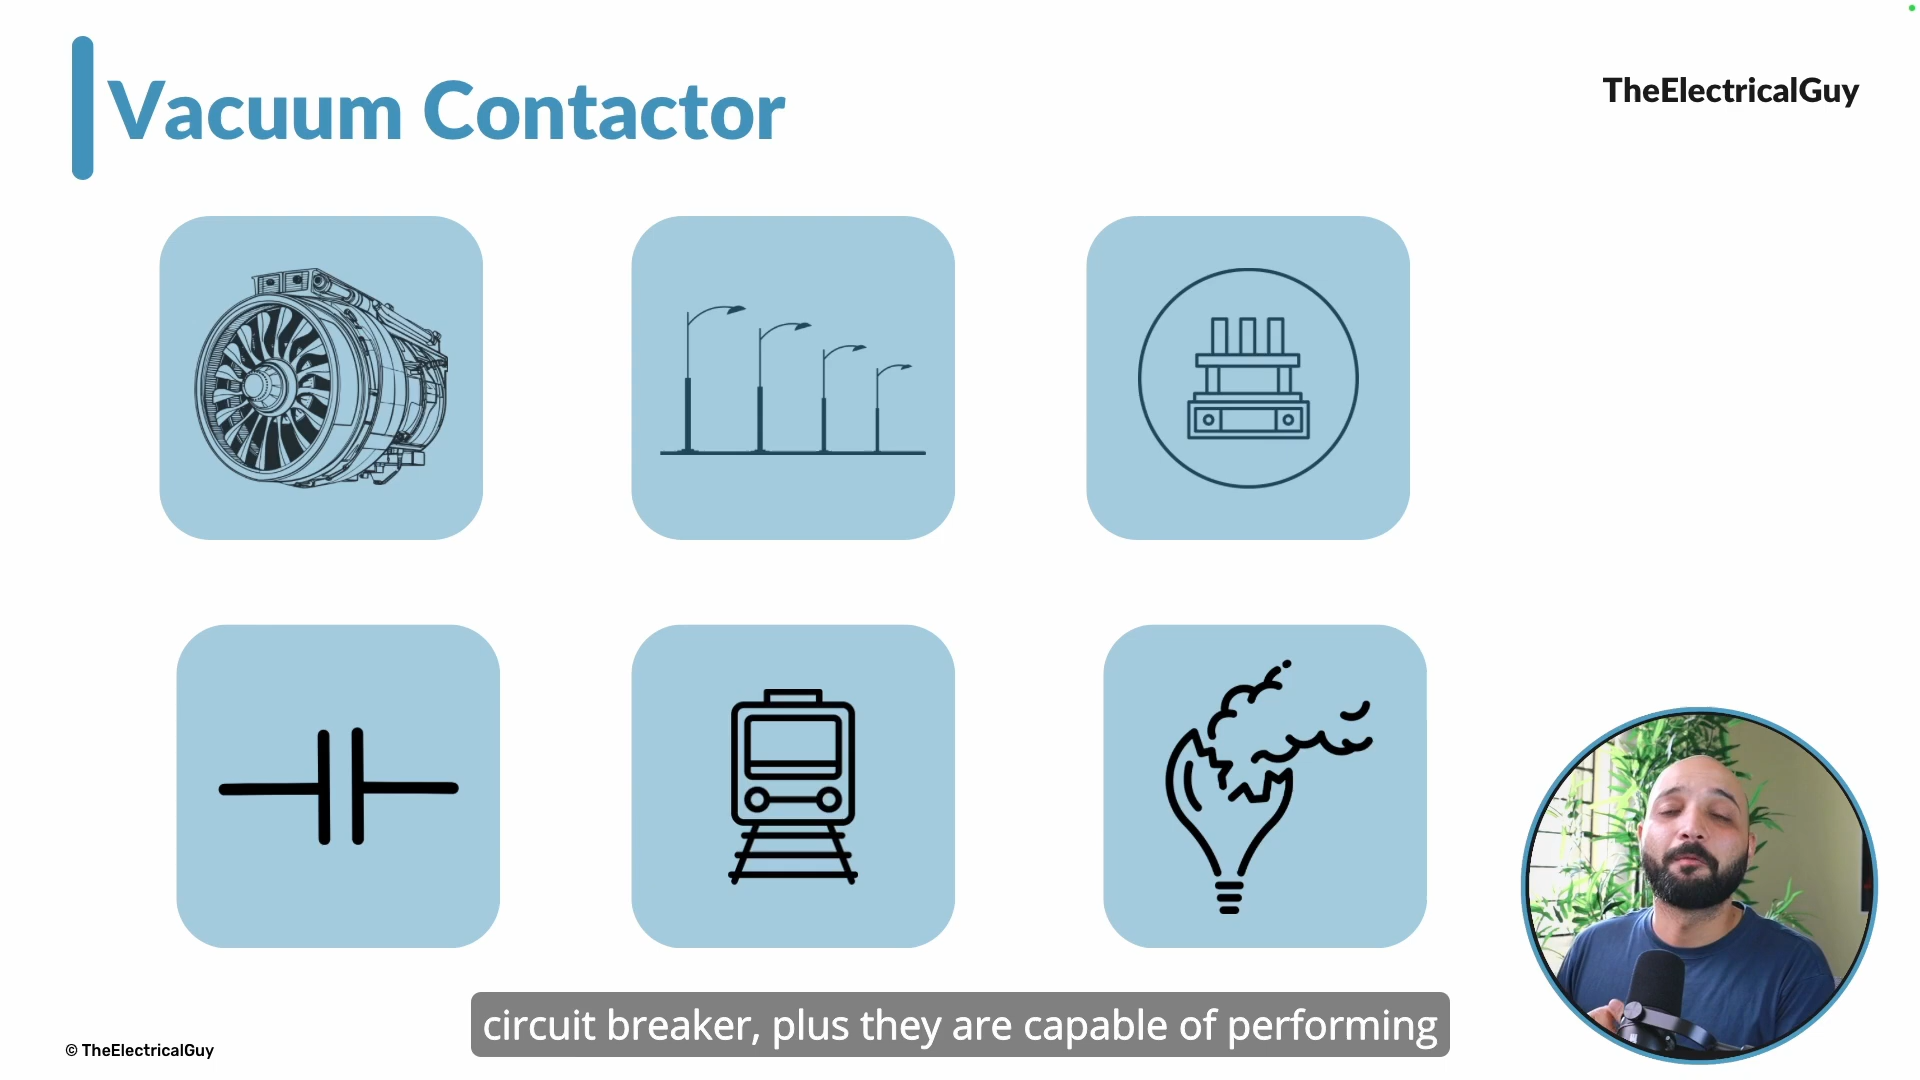 Vacuum Contactor
TheElectricalGuy
circuit breaker, plus they are capable of performing
© TheElectricalGuy